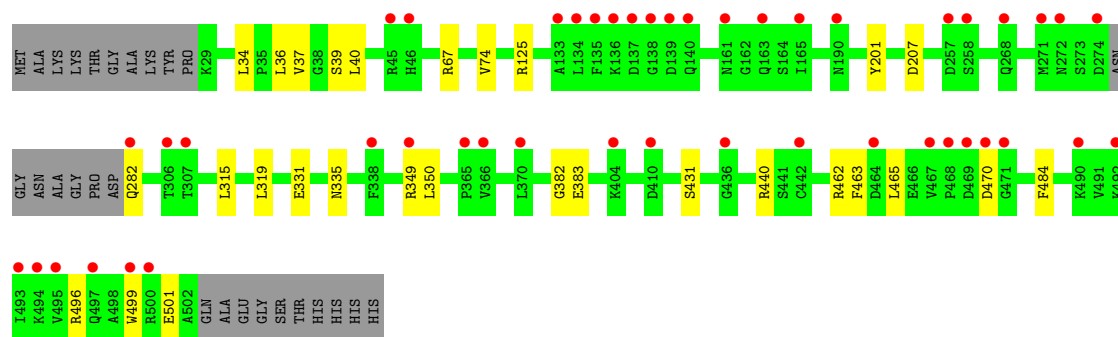 MET ALA LYS LYS THR GLY ALA LYS TYR PRO K29 L34 P35 L36 V37 G38 S39 L40 R45 H46 R67 V74 R125 A133 L134 F135 K136 D137 G138 D139 Q140 N161 G162 Q163 S164 I165 N190 Y201 D207 D257 S258 Q268 M271 N272 S273 D274 ASN
GLY ASN ALA GLY PRO ASP Q282 T306 T307 L315 L319 E331 N335 F338 R349 L350 P365 V366 L370 G382 E383 K404 D410 S431 G436 R440 S441 C442 R462 F463 D464 L465 E466 V467 P468 D469 D470 G471 F484 K490 V491
I493 K494 V495 R496 Q497 A498 W499 R500 E501 A502 GLN ALA GLU GLY SER THR HIS HIS HIS HIS